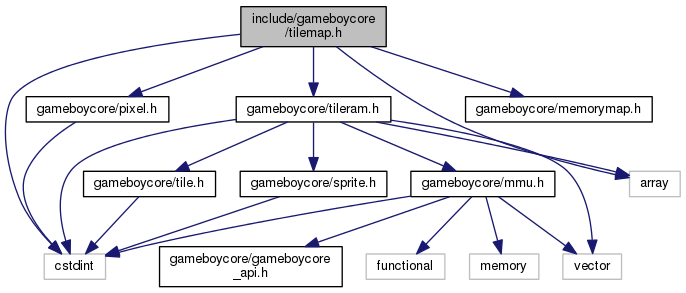 include/gameboycore
/tilemap.h
gameboycore/pixel.h
gameboycore/tileram.h
gameboycore/memorymap.h
gameboycore/tile.h
gameboycore/sprite.h
gameboycore/mmu.h
array
cstdint
gameboycore/gameboycore
_api.h
functional
memory
vector